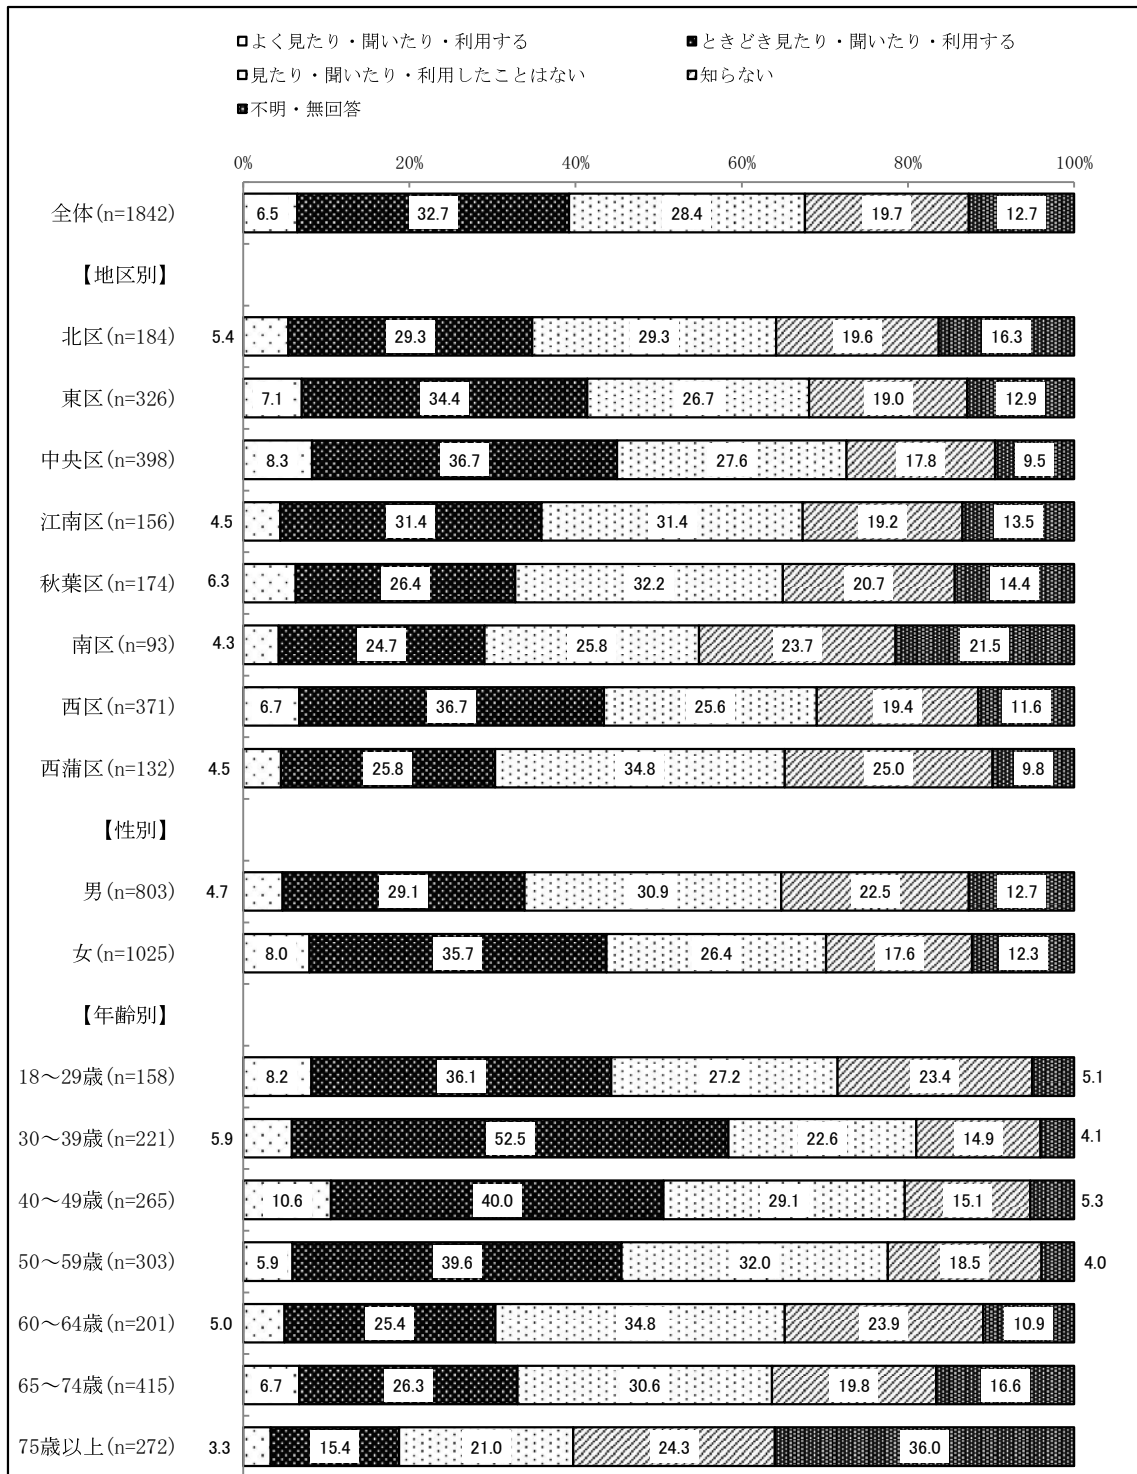 よく見たり・聞いたり・利用する ときどき見たり・聞いたり・利用する
見たり・聞いたり・利用したことはない 知らない
不明・無回答
0% 20% 40% 60% 80% 100%
全体(n=1842) 6.5 32.7 28.4 19.7 12.7
【地区別】
北区(n=184) 5.4 29.3 29.3 19.6 16.3
東区(n=326) 7.1 34.4 26.7 19.0 12.9
中央区(n=398) 8.3 36.7 27.6 17.8 9.5
江南区(n=156) 4.5 31.4 31.4 19.2 13.5
秋葉区(n=174) 6.3 26.4 32.2 20.7 14.4
南区(n=93) 4.3 24.7 25.8 23.7 21.5
西区(n=371) 6.7 36.7 25.6 19.4 11.6
西蒲区(n=132) 4.5 25.8 34.8 25.0 9.8
【性別】
男(n=803) 4.7 29.1 30.9 22.5 12.7
女(n=1025) 8.0 35.7 26.4 17.6 12.3
【年齢別】
18～29歳(n=158) 8.2 36.1 27.2 23.4 5.1
30～39歳(n=221) 5.9 52.5 22.6 14.9 4.1
40～49歳(n=265) 10.6 40.0 29.1 15.1 5.3
50～59歳(n=303) 5.9 39.6 32.0 18.5 4.0
60～64歳(n=201) 5.0 25.4 34.8 23.9 10.9
65～74歳(n=415) 6.7 26.3 30.6 19.8 16.6
75歳以上(n=272) 3.3 15.4 21.0 24.3 36.0